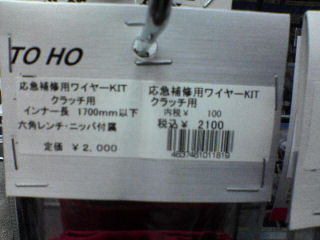 TO HO
応急補修用ワイヤーKIT
クラッチ用
インナー長 1700mm以下
六角レンチ・ニッパ付属
定価 ¥2,000
応急補修用ワイヤーKIT
クラッチ用
内税¥ 100
税込¥ 2100
4637461011819